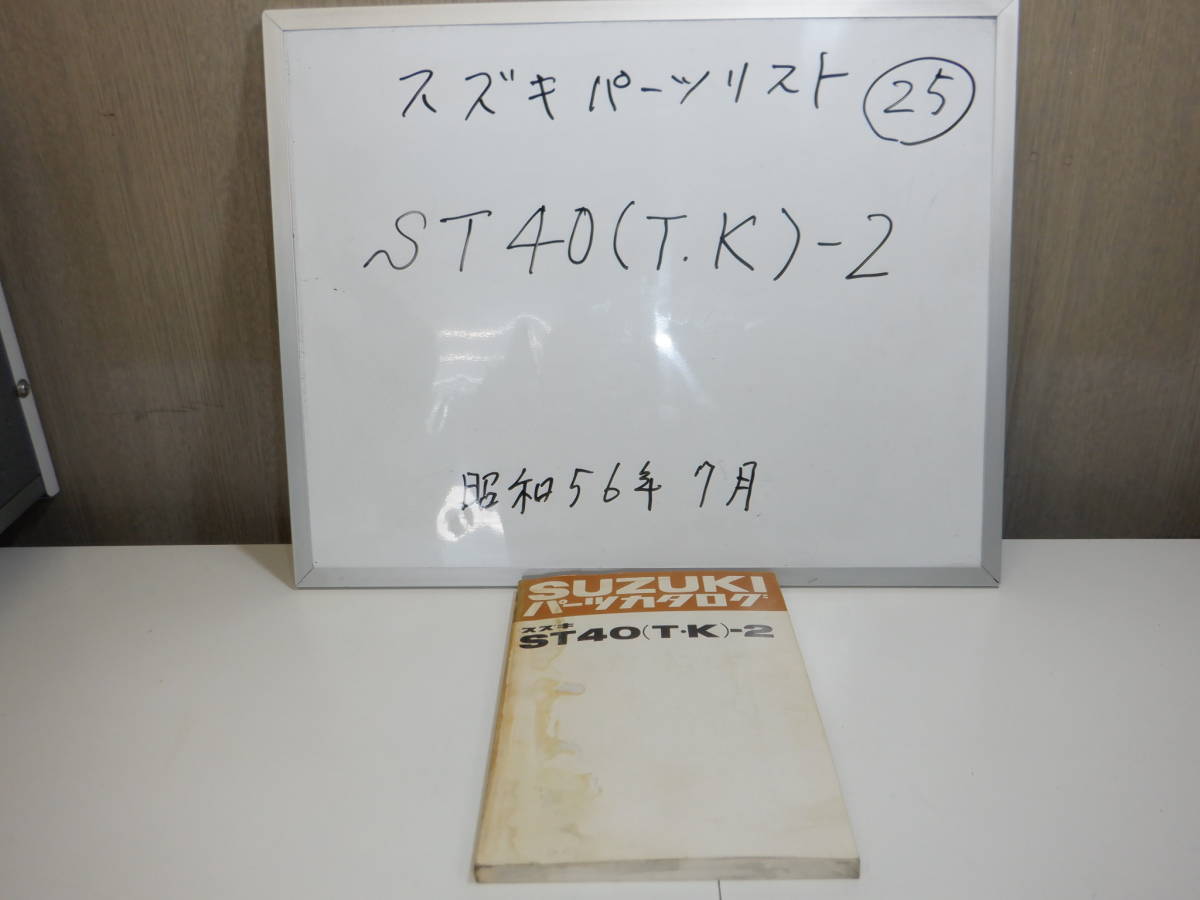 スズキパーツリスト 25
ST40(T.K)-2
昭和56年7月
SUZUKI
パーツカタログ
スズキ
ST40(T·K)-2